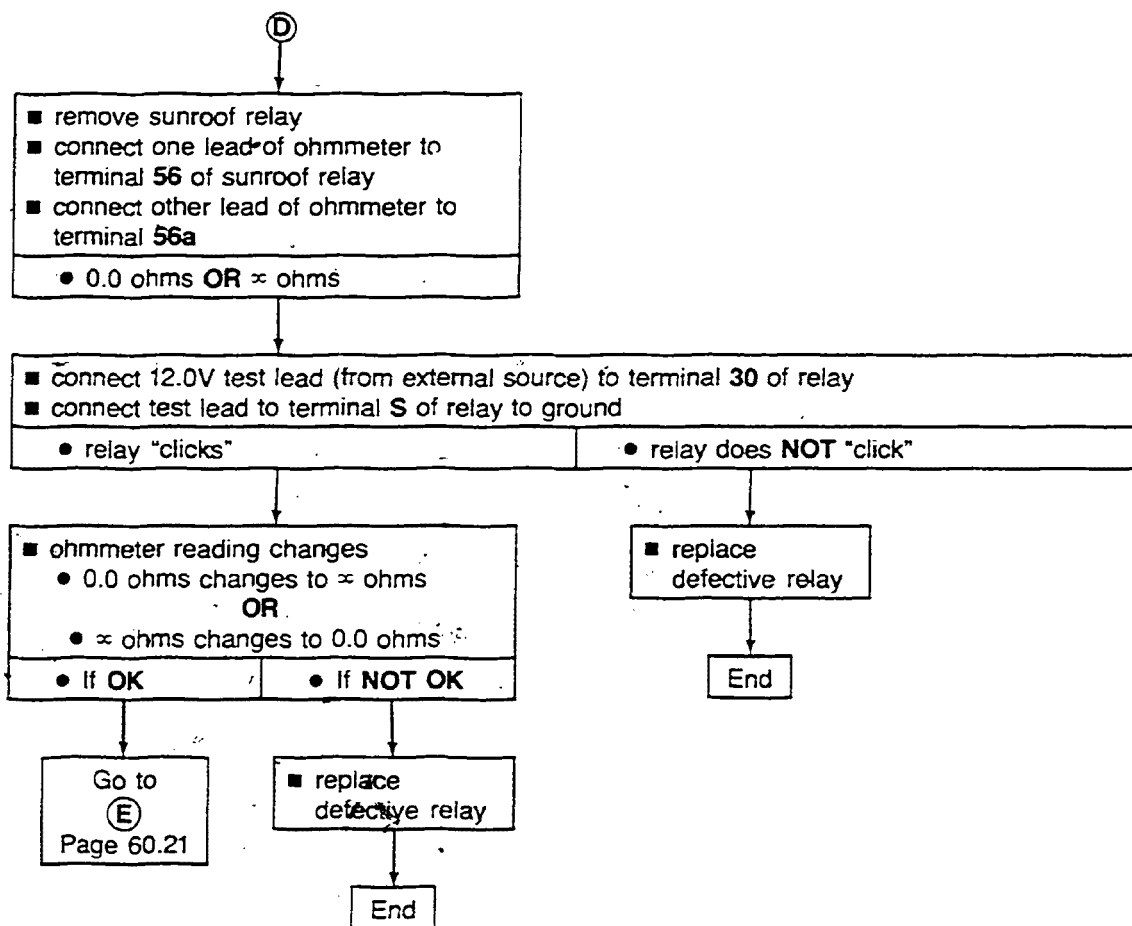 D
■ remove sunroof relay
■ connect one lead of ohmmeter to
terminal 56 of sunroof relay
■ connect other lead of ohmmeter to
terminal 56a
● 0.0 ohms OR ∝ ohms
■ connect 12.0V test lead (from external source) to terminal 30 of relay
■ connect test lead to terminal S of relay to ground
● relay "clicks"
● relay does NOT "click"
■ ohmmeter reading changes
● 0.0 ohms changes to ∝ ohms
OR
● ∝ ohms changes to 0.0 ohms
■ replace
defective relay
● If OK
● If NOT OK
End
Go to
E
Page 60.21
■ replace
defective relay
End